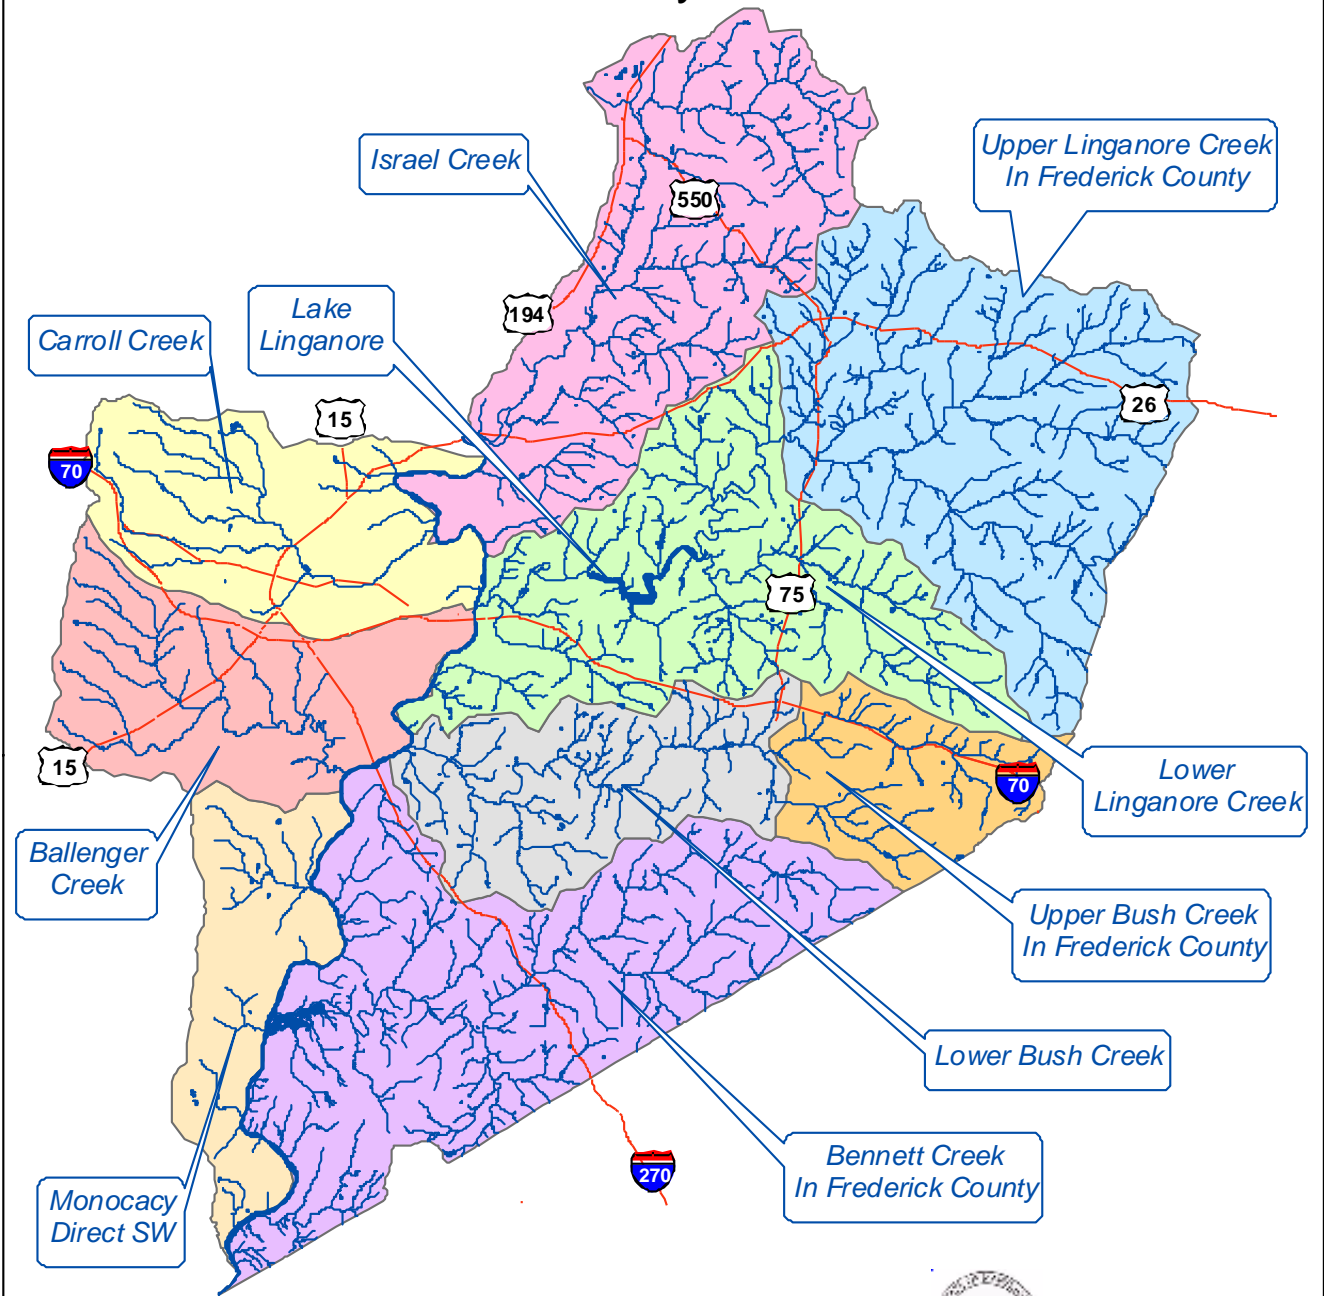 Israel Creek
Upper Linganore Creek
In Frederick County
550
Lake
Linganore
194
Carroll Creek
15
26
70
75
15
Lower
Linganore Creek
70
Ballenger
Creek
Upper Bush Creek
In Frederick County
Lower Bush Creek
Bennett Creek
In Frederick County
270
Monocacy
Direct SW